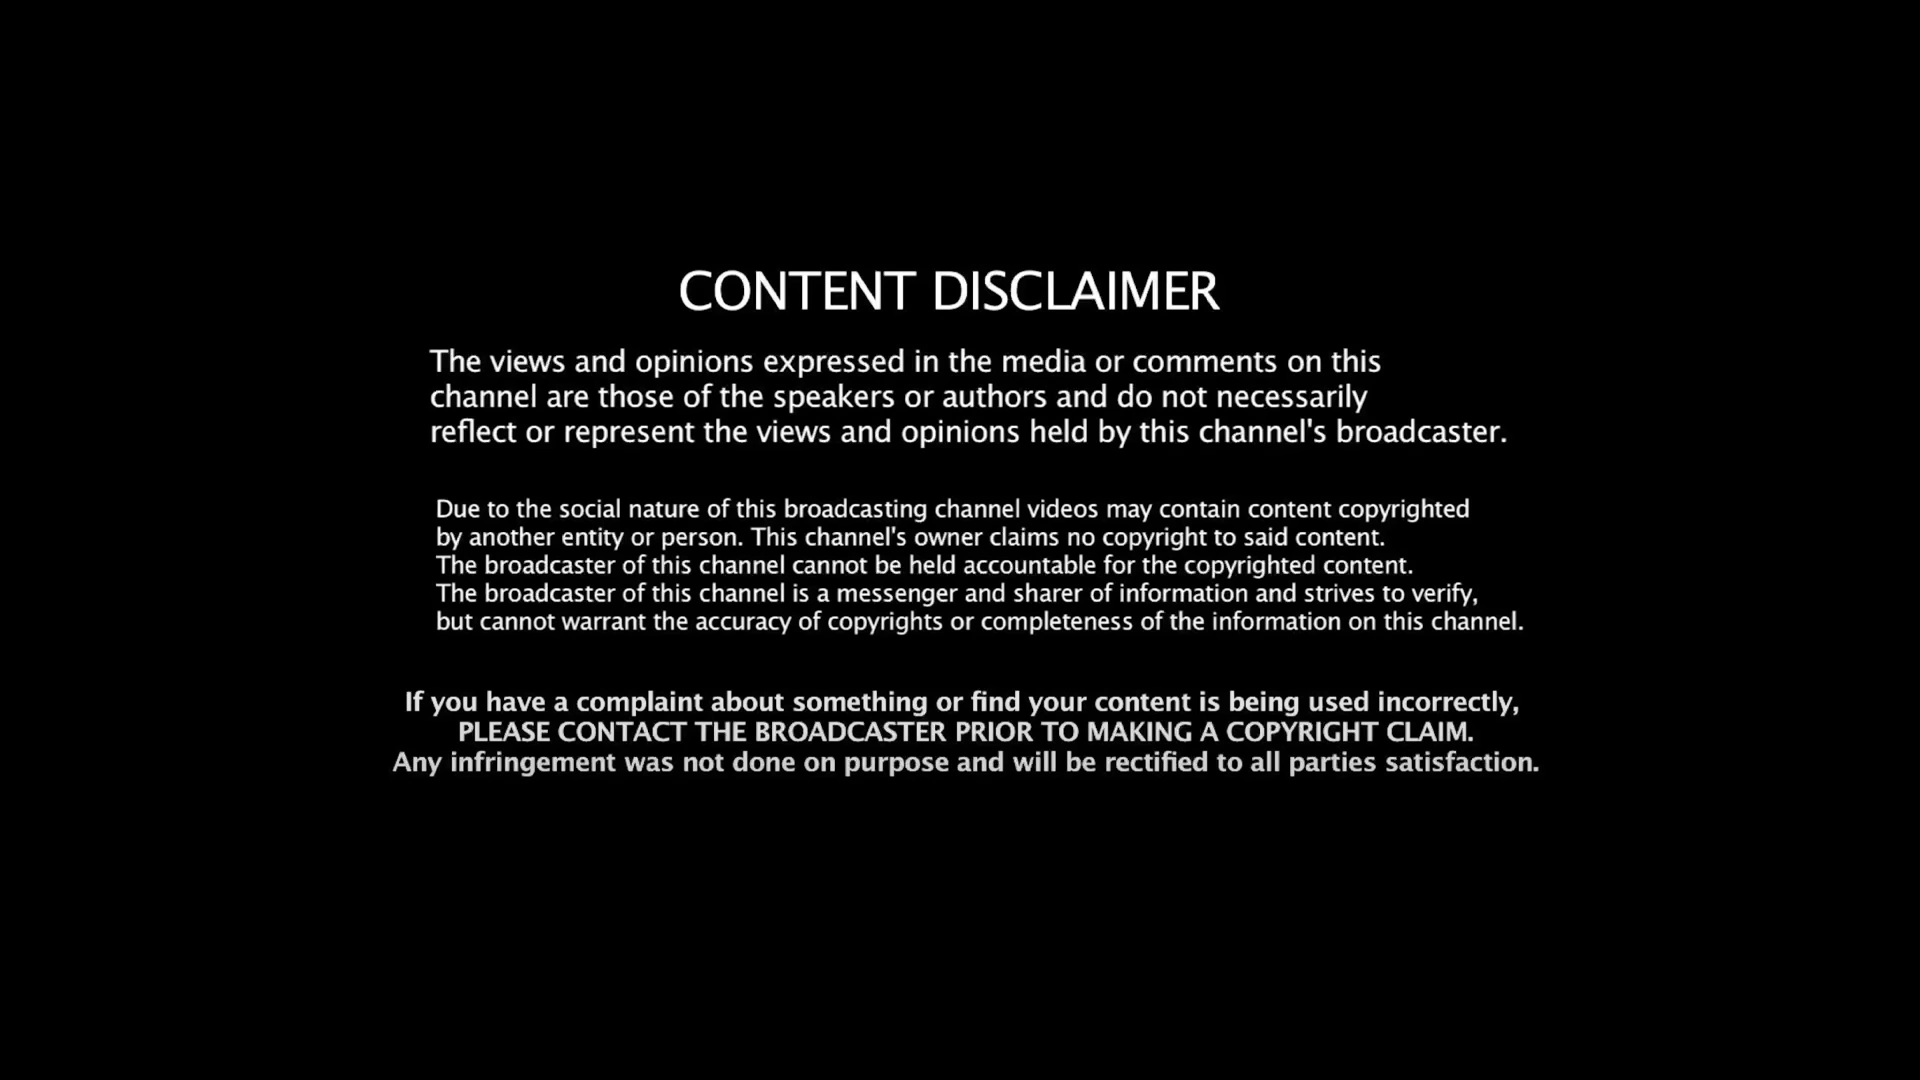 CONTENT DISCLAIMER
The views and opinions expressed in the media or comments on this
channel are those of the speakers or authors and do not necessarily
reflect or represent the views and opinions held by this channel's broadcaster.
Due to the social nature of this broadcasting channel videos may contain content copyrighted
by another entity or person. This channel's owner claims no copyright to said content.
The broadcaster of this channel cannot be held accountable for the copyrighted content.
The broadcaster of this channel is a messenger and sharer of information and strives to verify,
but cannot warrant the accuracy of copyrights or completeness of the information on this channel.
If you have a complaint about something or find your content is being used incorrectly,
PLEASE CONTACT THE BROADCASTER PRIOR TO MAKING A COPYRIGHT CLAIM.
Any infringement was not done on purpose and will be rectified to all parties satisfaction.